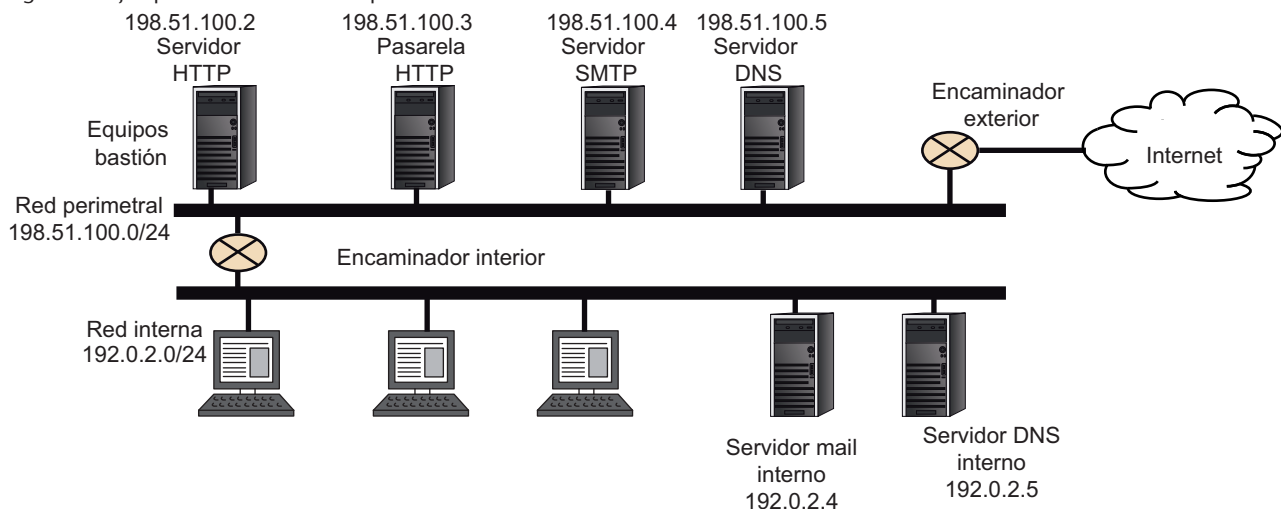 198.51.100.2
Servidor
HTTP
198.51.100.3
Pasarela
HTTP
198.51.100.4
Servidor
SMTP
198.51.100.5
Servidor
DNS
Encaminador
exterior
Equipos
bastión
Internet
Red perimetral
198.51.100.0/24
Encaminador interior
Red interna
192.0.2.0/24
Servidor mail
interno
192.0.2.4
Servidor DNS
interno
192.0.2.5